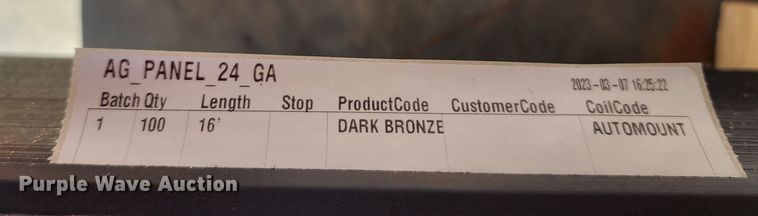 AG_PANEL_24_GA 2023-03-07 16:25:22
Batch Qty Length Stop ProductCode CustomerCode CoilCode
1 100 16' DARK BRONZE AUTOMOUNT
Purple Wave Auction